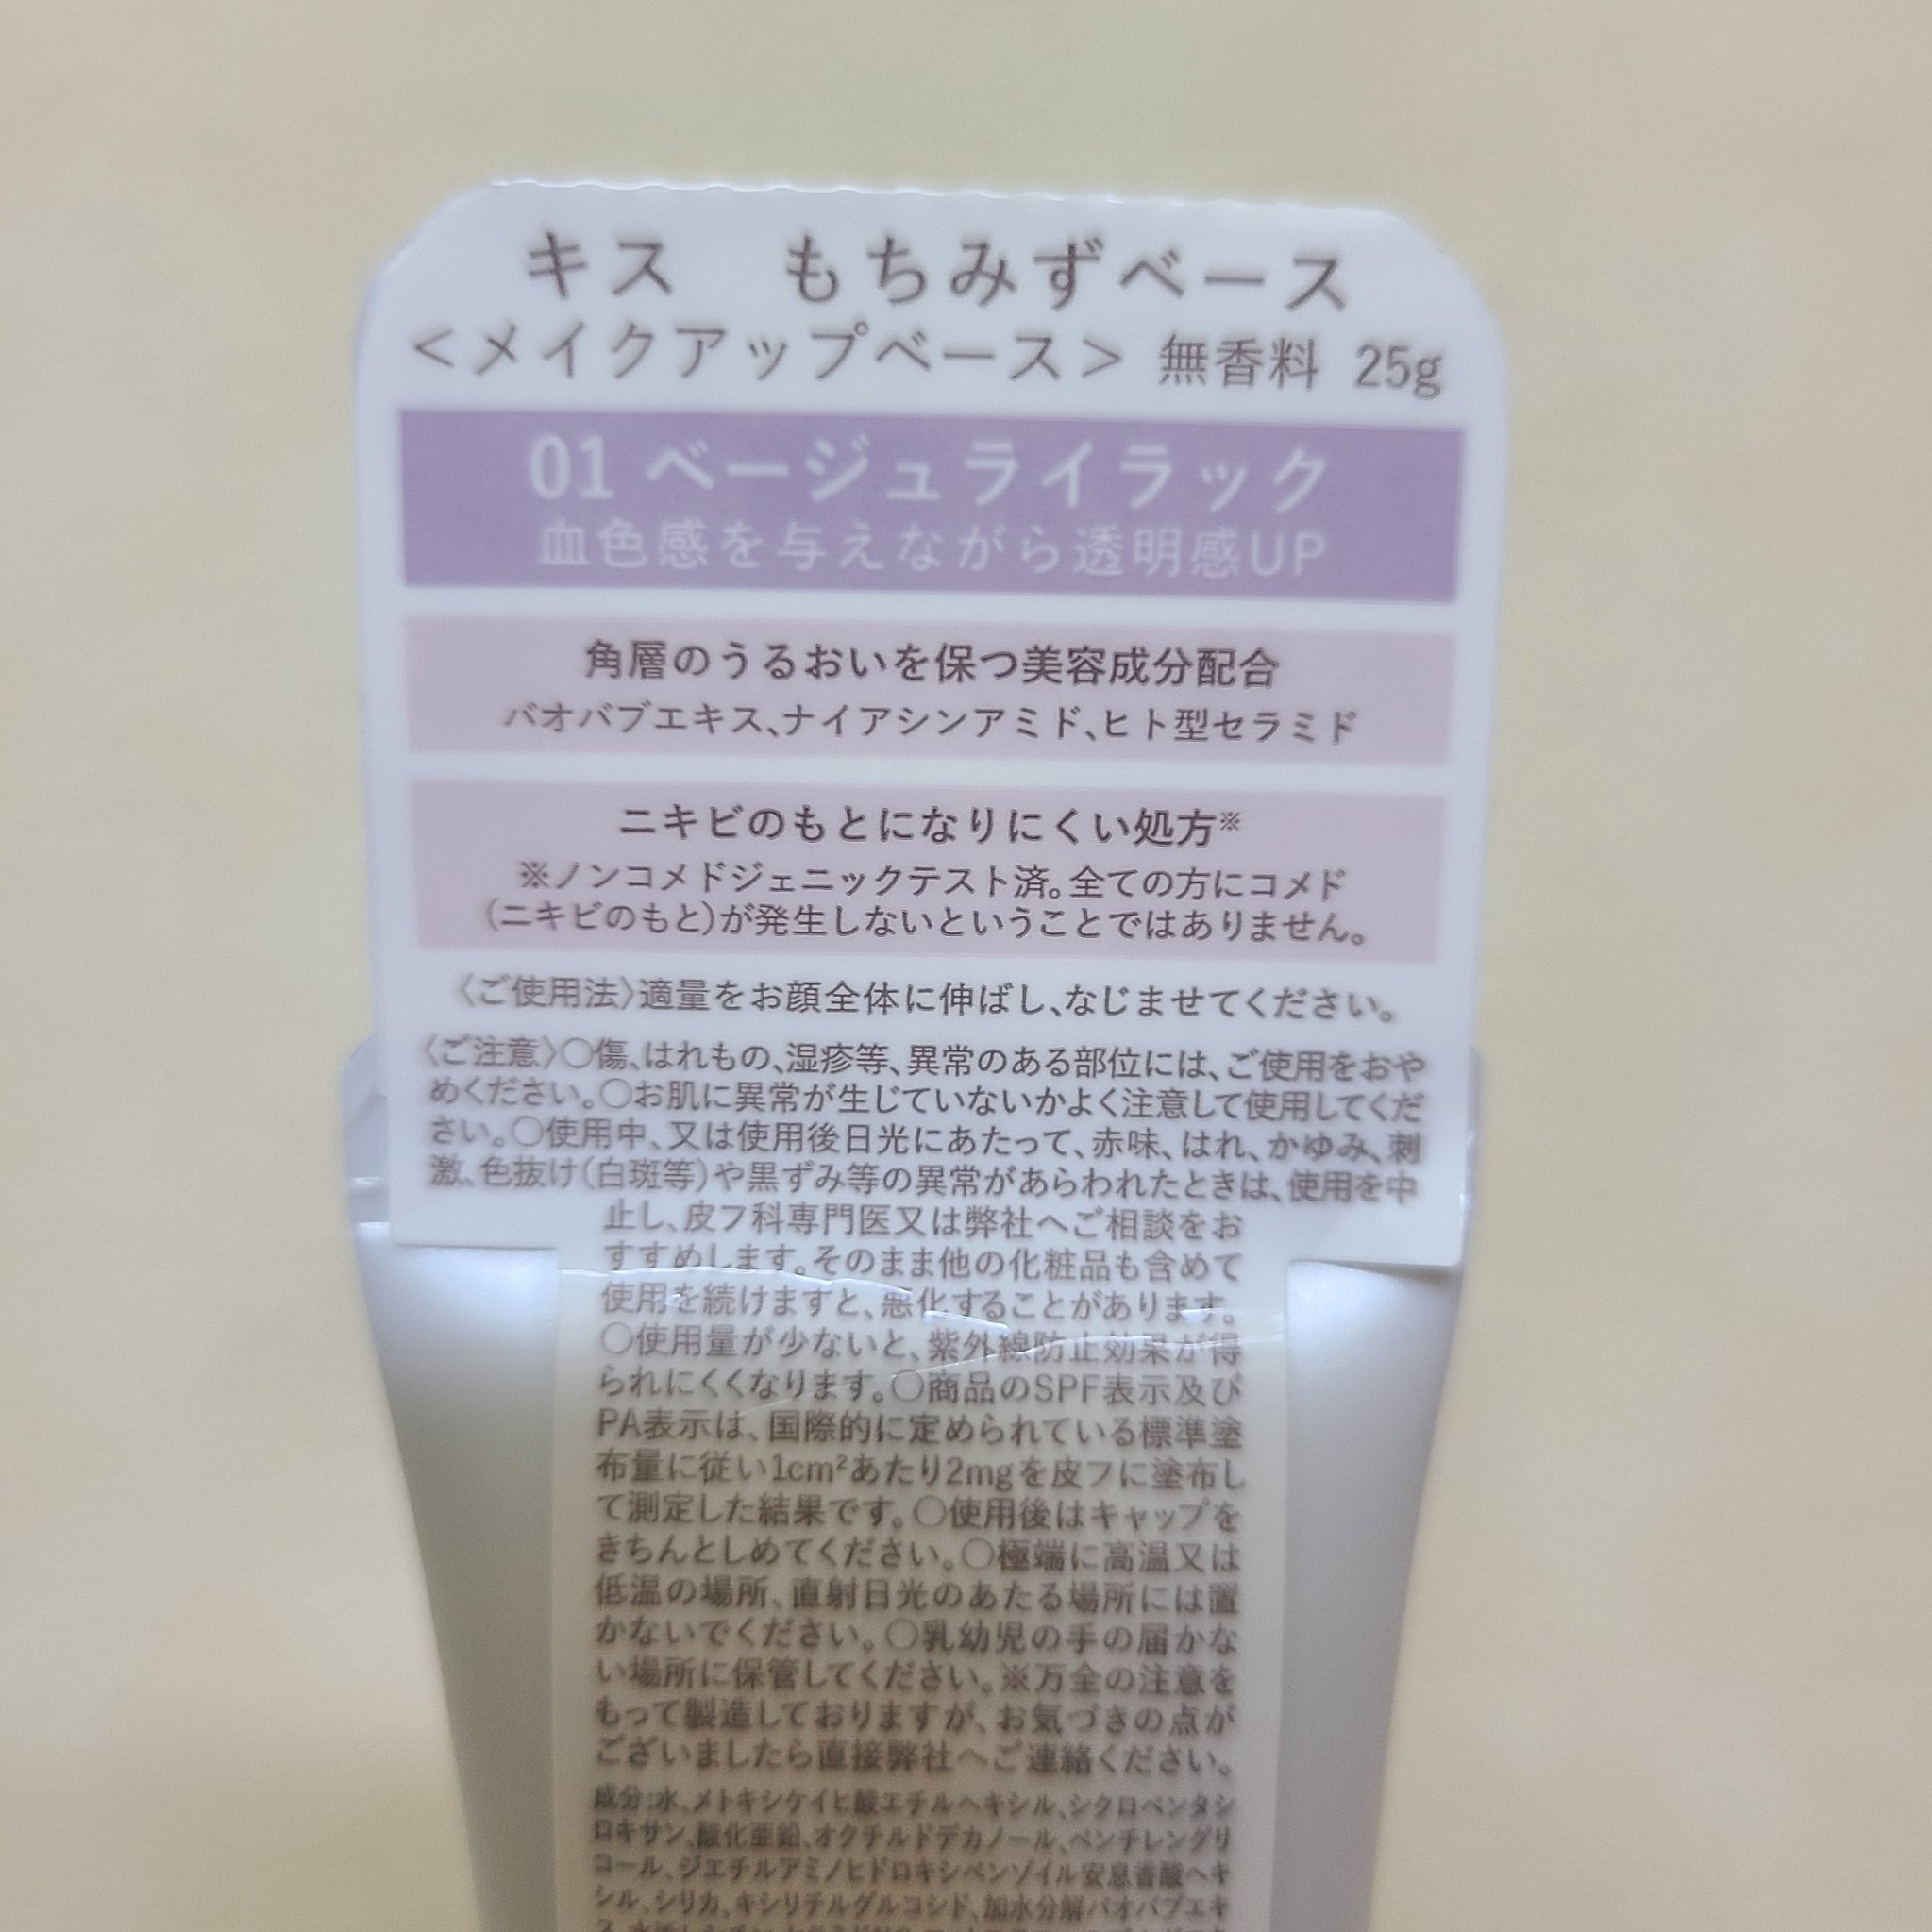 キス　もちみずベース
＜メイクアップベース＞ 無香料 25g
01 ベージュライラック
血色感を与えながら透明感UP
角層のうるおいを保つ美容成分配合
バオバブエキス、ナイアシンアミド、ヒト型セラミド
ニキビのもとになりにくい処方※
※ノンコメドジェニックテスト済。全ての方にコメド
（ニキビのもと）が発生しないということではありません。
〈ご使用法〉適量をお顔全体に伸ばし、なじませてください。
〈ご注意〉○傷、はれもの、湿疹等、異常のある部位には、ご使用をおや
めください。○お肌に異常が生じていないかよく注意して使用してくだ
さい。○使用中、又は使用後日光にあたって、赤味、はれ、かゆみ、刺
激、色抜け（白斑等）や黒ずみ等の異常があらわれたときは、使用を中
止し、皮フ科専門医又は弊社へご相談をお
すすめします。そのまま他の化粧品も含めて
使用を続けますと、悪化することがあります。
○使用量が少ないと、紫外線防止効果が得
られにくくなります。○商品のSPF表示及び
PA表示は、国際的に定められている標準塗
布量に従い1cm²あたり2mgを皮フに塗布し
て測定した結果です。○使用後はキャップを
きちんとしめてください。○極端に高温又は
低温の場所、直射日光のあたる場所には置
かないでください。○乳幼児の手の届かな
い場所に保管してください。※万全の注意を
もって製造しておりますが、お気づきの点が
ございましたら直接弊社へご連絡ください。
成分:水、メトキシケイヒ酸エチルヘキシル、シクロペンタシ
ロキサン、酸化亜鉛、オクチルドデカノール、ペンチレングリ
コール、ジエチルアミノヒドロキシベンゾイル安息香酸ヘキ
シル、シリカ、キシリチルグルコシド、加水分解バオバブエキ